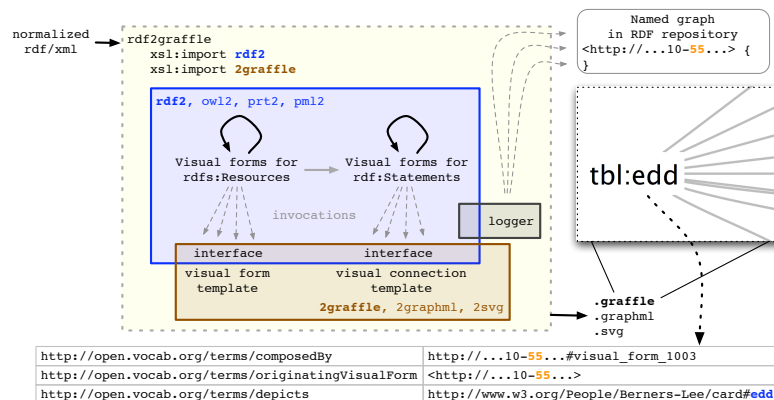 normalized
rdf/xml
rdf2graffle
xsl:import rdf2
xsl:import 2graffle
rdf2, owl2, prt2, pml2
Visual forms for
rdfs:Resources
Visual forms for
rdf:Statements
invocations
logger
interface
interface
visual form
template
visual connection
template
2graffle, 2graphml, 2svg
Named graph
in RDF repository
<http://...10-55...> {
}
tbl:edd
.graffle
.graphml
.svg
http://open.vocab.org/terms/composedBy http://...10-55...#visual_form_1003
http://open.vocab.org/terms/originatingVisualForm <http://...10-55...>
http://open.vocab.org/terms/depicts http://www.w3.org/People/Berners-Lee/card#edd